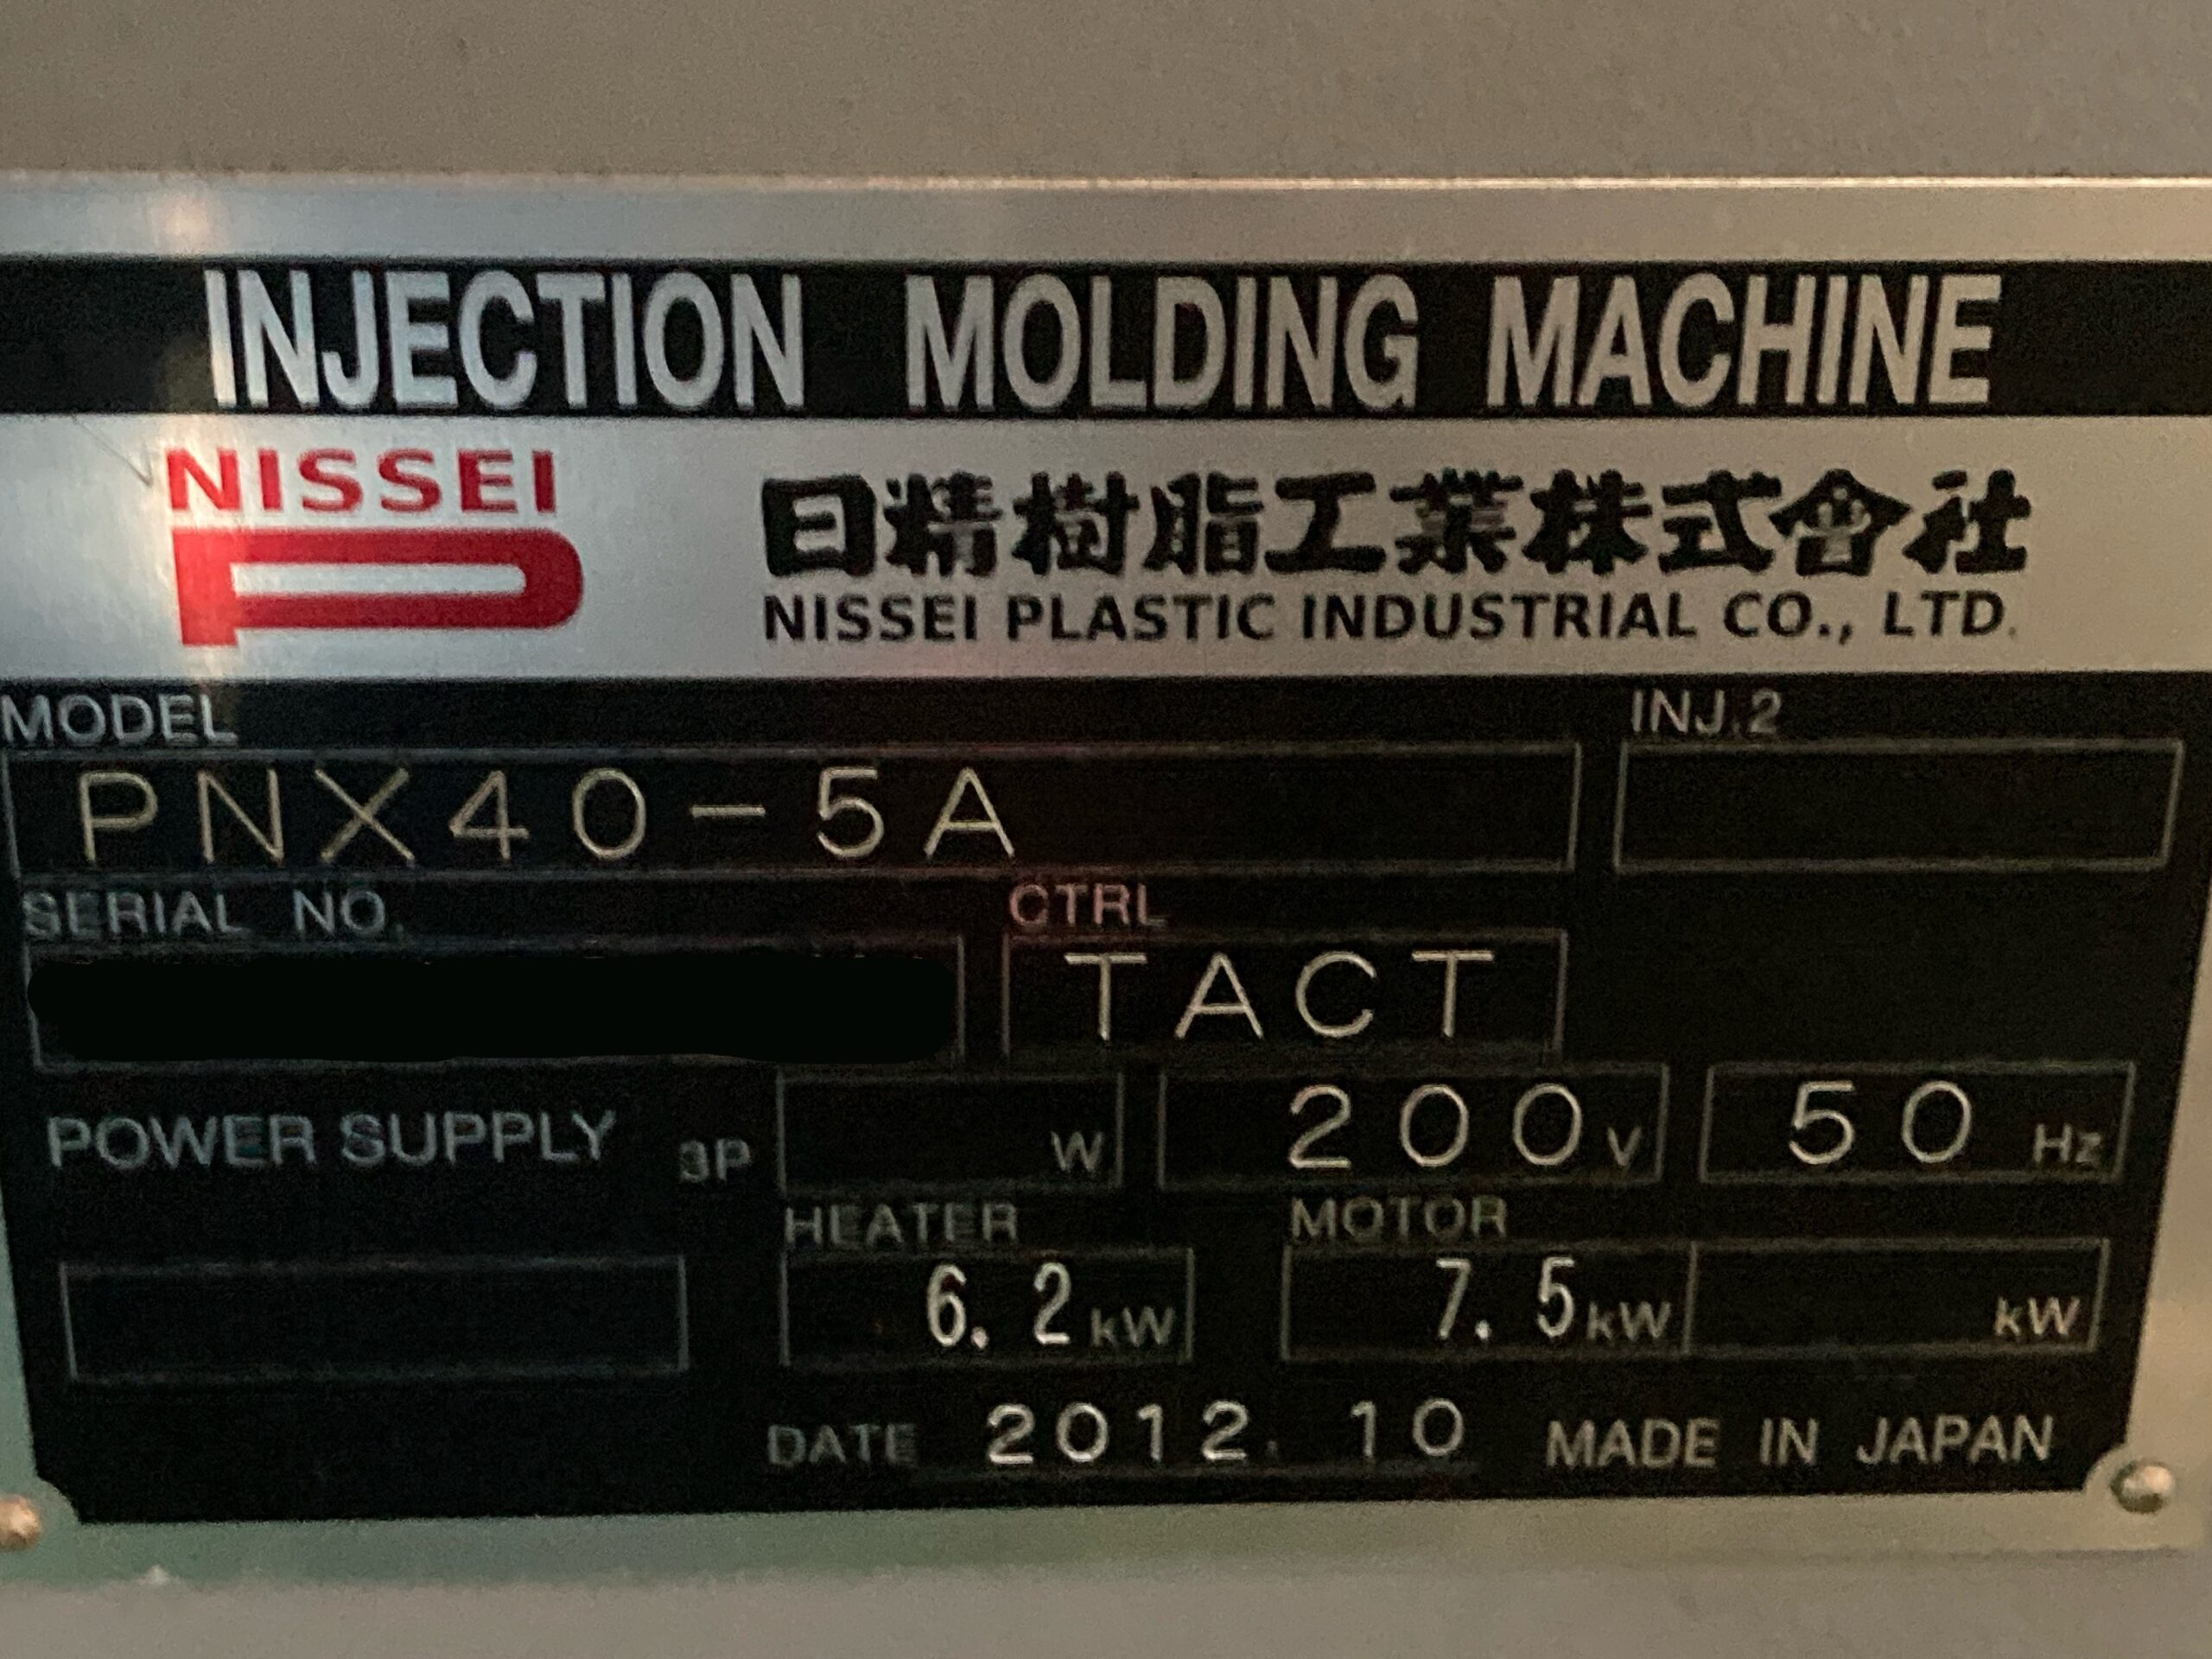 INJECTION MOLDING MACHINE
NISSEI
日精樹脂工業株式會社
NISSEI PLASTIC INDUSTRIAL CO., LTD.
MODEL
INJ.2
PNX40-5A
SERIAL NO.
CTRL
TACT
POWER SUPPLY 3P W 200V 50 Hz
HEATER
MOTOR
6.2kW
7.5kW
kW
DATE 2012.10 MADE IN JAPAN